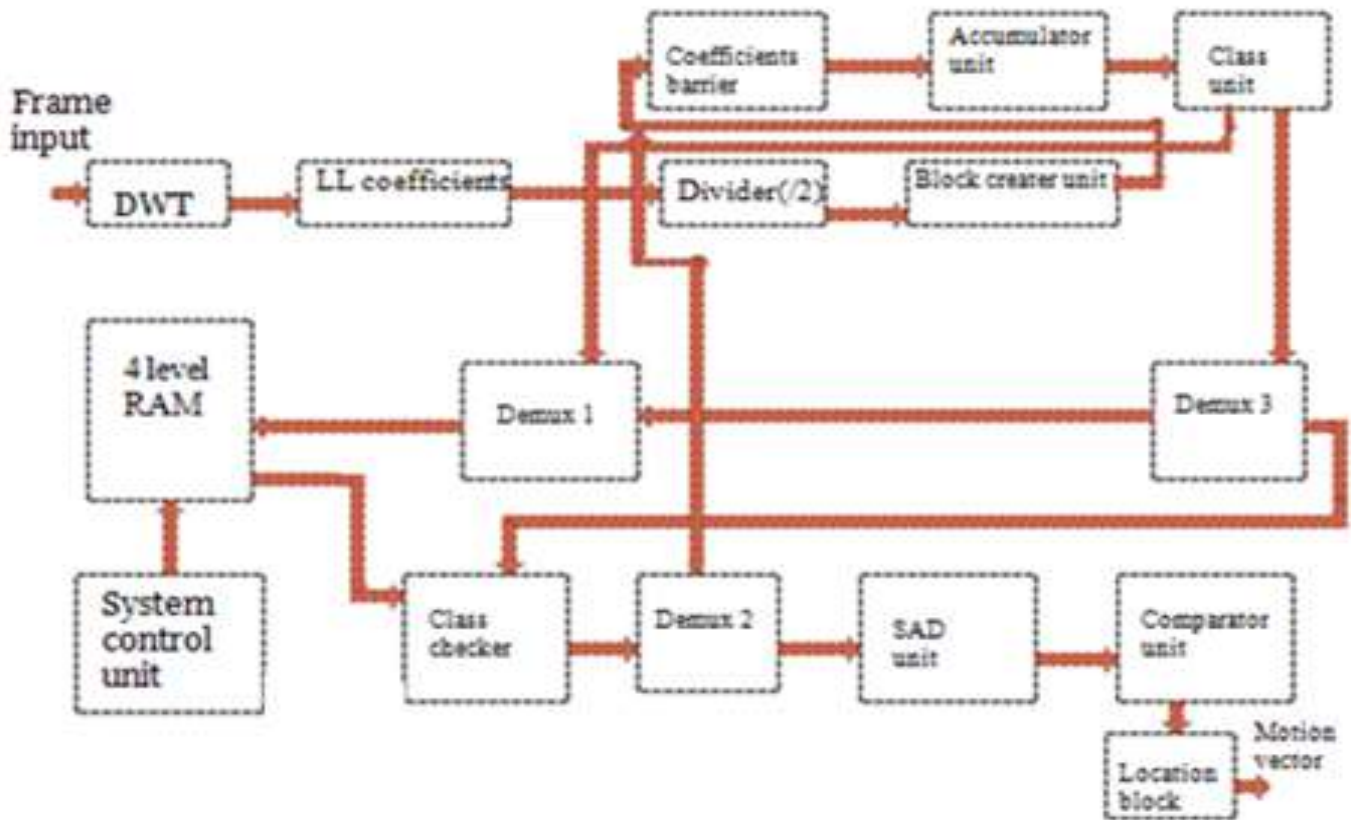 Coefficients
barrier
Accumulator
unit
Class
unit
Frame
input
DWT
LL coefficients
Divider(/2)
Block creater unit
4 level
RAM
Demux 1
Demux 3
System
control
unit
Class
checker
Demux 2
SAD
unit
Comparator
unit
Location
block
Motion
vector